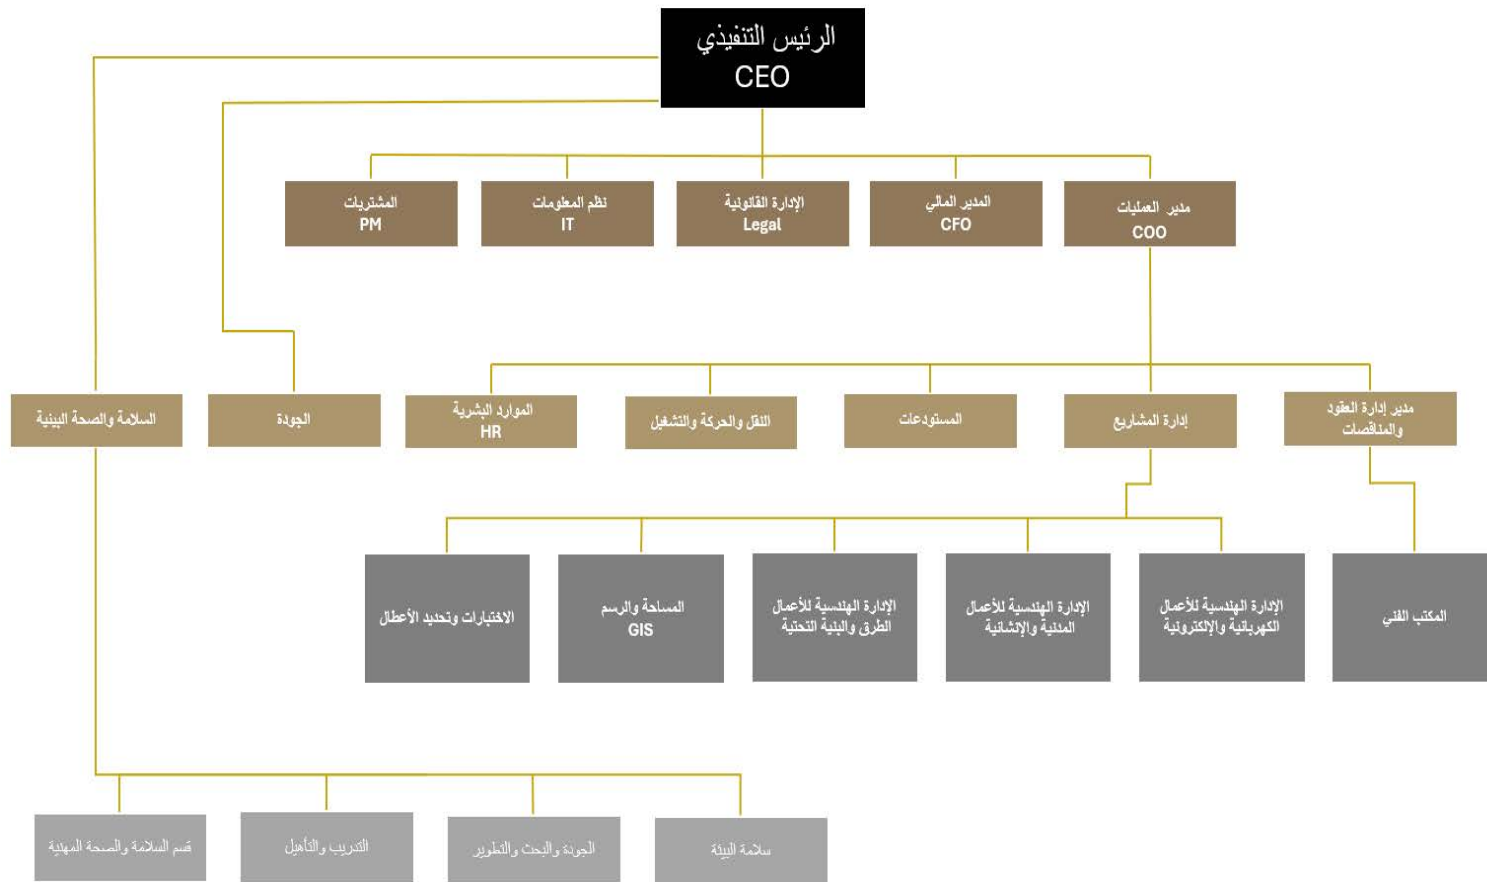 الرئيس التنفيذي
CEO
مدير العمليات
COO
المدير المالي
CFO
الإدارة القانونية
Legal
نظم المعلومات
IT
المشتريات
PM
مدير إدارة العقود
والمناقصات
إدارة المشاريع
المستودعات
النقل والحركة والتشغيل
الموارد البشرية
HR
الجودة
السلامة والصحة البيئية
المكتب الفني
الإدارة الهندسية للأعمال
الكهربائية والإلكترونية
الإدارة الهندسية للأعمال
المدنية والإنشائية
الإدارة الهندسية للأعمال
الطرق والبنية التحتية
المساحة والرسم
GIS
الاختبارات وتحديد الأعطال
سلامة البيئة
الجودة والبحث والتطوير
التدريب والتأهيل
قسم السلامة والصحة المهنية